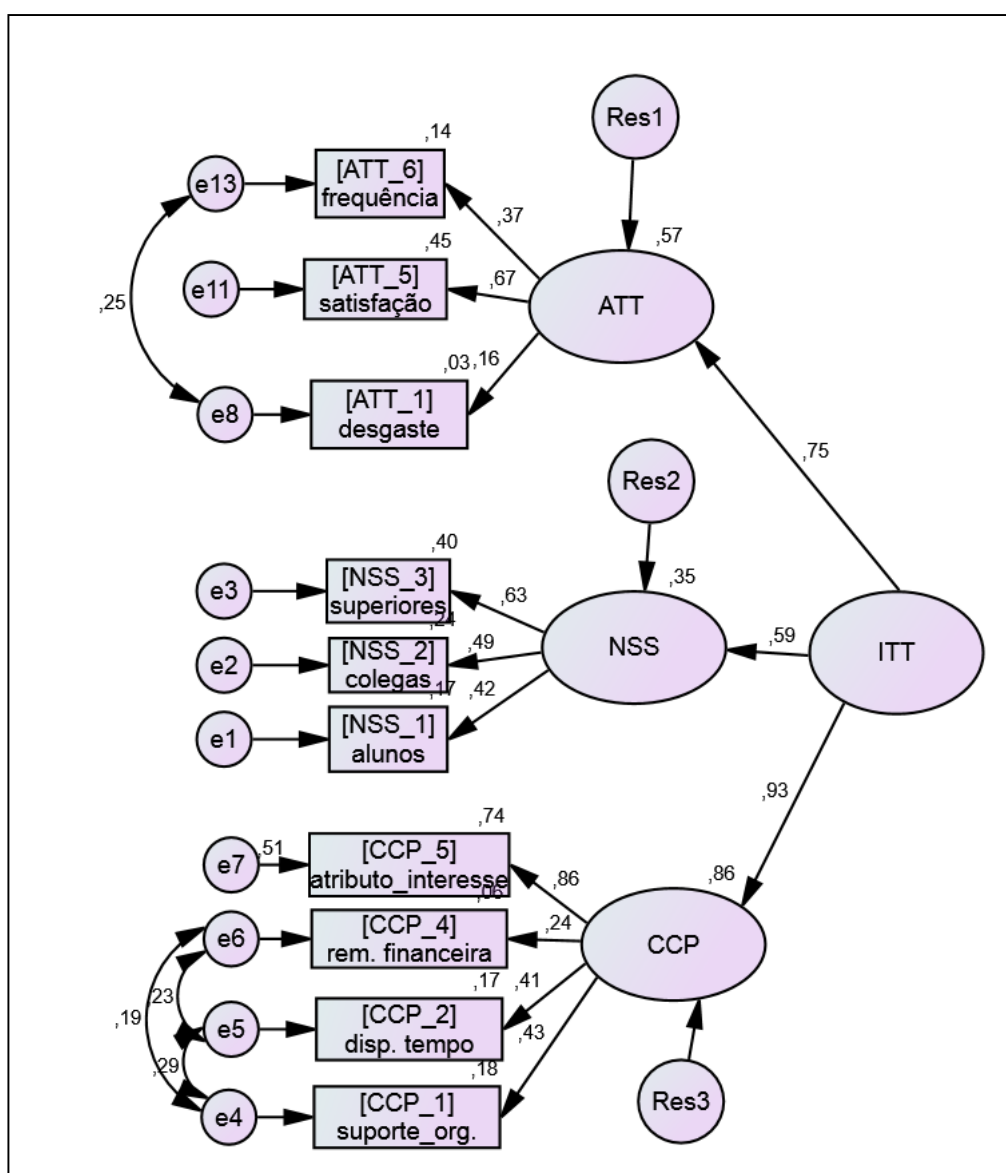 Res1
,14
e13
[ATT_6]
frequência
,37
,57
,45
e11
[ATT_5]
satisfação
,67
ATT
,25
,03
,16
e8
[ATT_1]
desgaste
,75
Res2
,40
,35
e3
[NSS_3]
superiores
,63
,24
e2
[NSS_2]
colegas
,49
NSS
,59
ITT
,17
,42
e1
[NSS_1]
alunos
,93
,74
e7
,51
[CCP_5]
atributo_interesse
,86
,86
,06
e6
[CCP_4]
rem. financeira
,24
CCP
,23
,17
,41
,19
e5
[CCP_2]
disp. tempo
,43
,29
,18
e4
[CCP_1]
suporte_org.
Res3